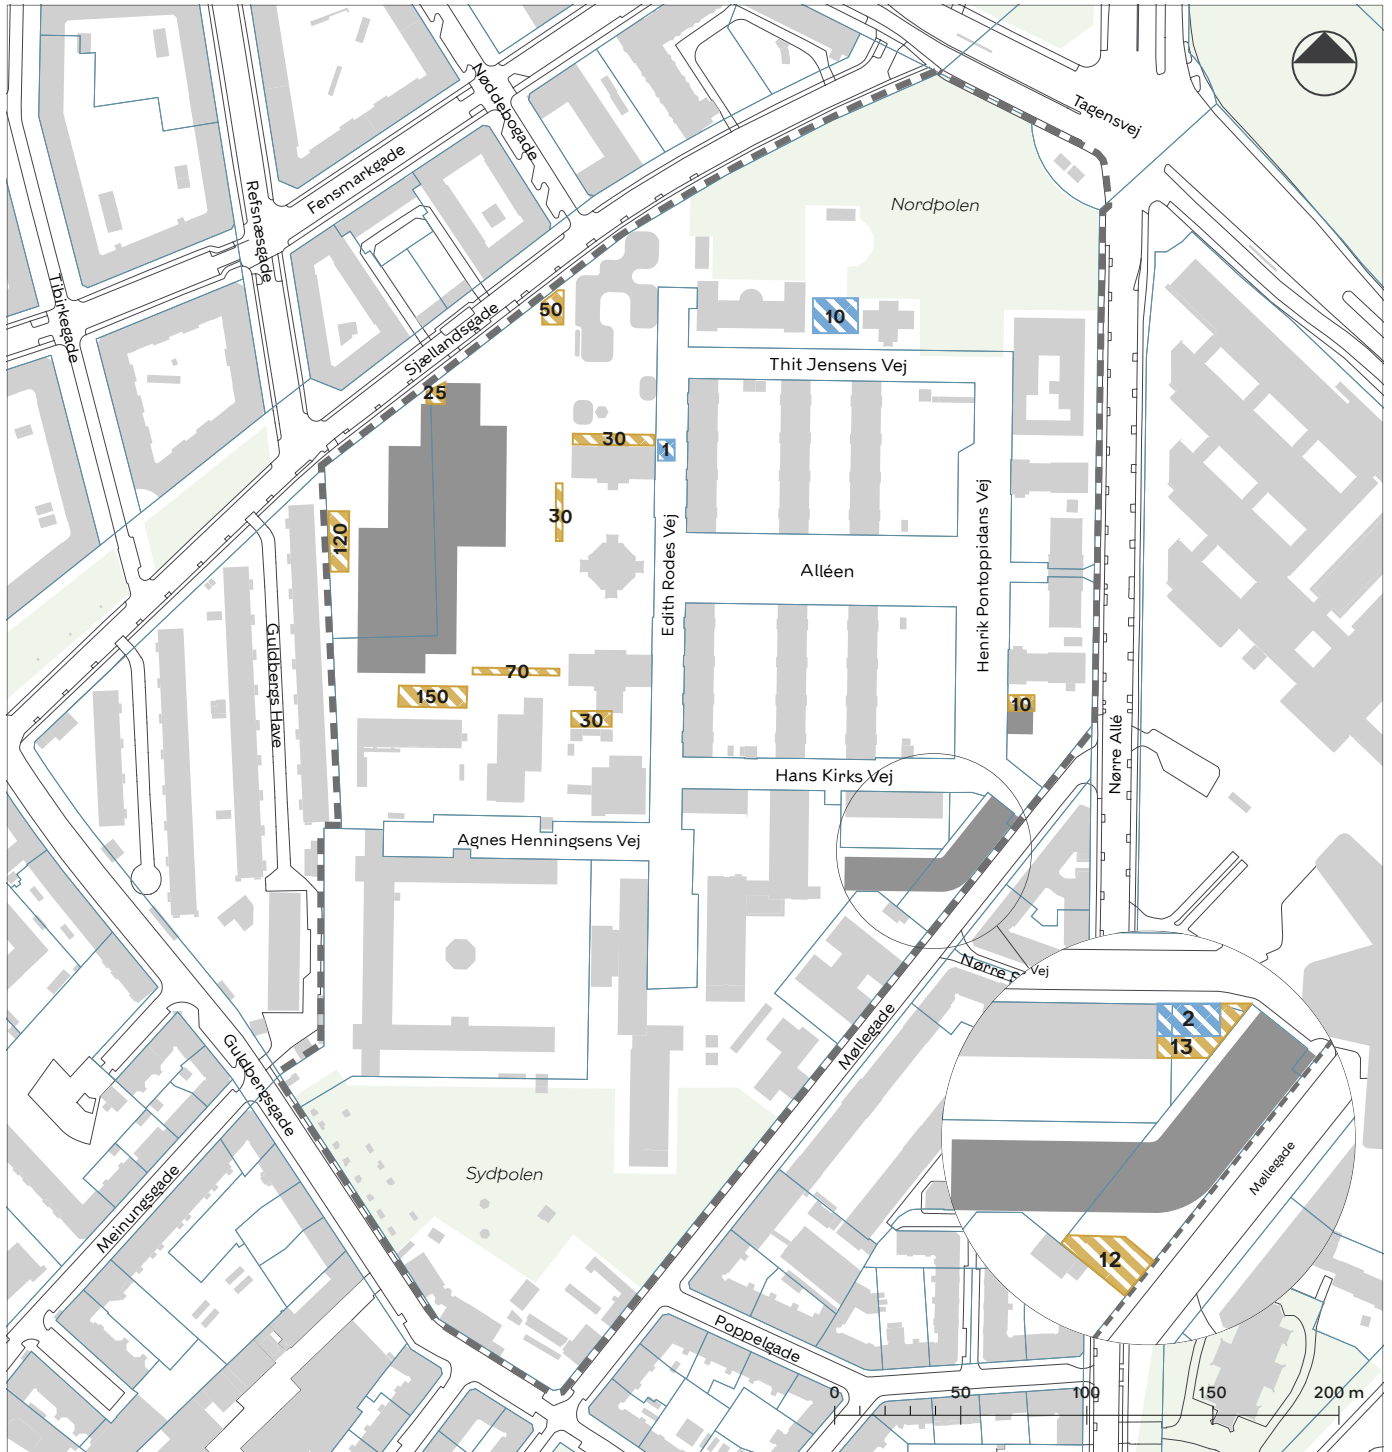 Nøddebogade
Tagensvej
Fensmarkgade
Refsnæsgade
Nordpolen
Tibirkegade
50
10
Sjællandsgade
Thit Jensens Vej
25
30
1
120
30
Edith Rodes Vej
Henrik Pontoppidans Vej
Alléen
Guldbergs Have
70
150
30
10
Nørre Allé
Hans Kirks Vej
Agnes Henningsens Vej
Nørre S
Vej
Møllegade
2
13
Guldbergsgade
Sydpolen
Møllegade
Meinungsgade
12
Poppelgade
0 50 100 150 200 m